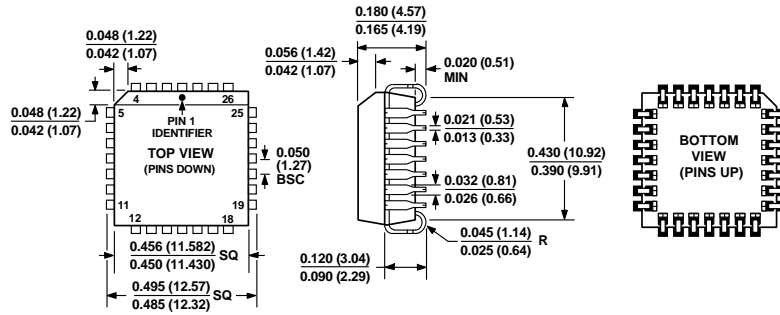 0.180 (4.57)
0.165 (4.19)
0.048 (1.22)
0.042 (1.07)
0.056 (1.42)
0.042 (1.07)
0.020 (0.51)
MIN
0.048 (1.22)
0.042 (1.07)
4
26
5
25
PIN 1
IDENTIFIER
TOP VIEW
(PINS DOWN)
0.050
(1.27)
BSC
11
19
12
18
0.456 (11.582)
0.450 (11.430)
SQ
0.495 (12.57)
0.485 (12.32)
SQ
0.021 (0.53)
0.013 (0.33)
0.430 (10.92)
0.390 (9.91)
0.032 (0.81)
0.026 (0.66)
0.045 (1.14)
0.025 (0.64)
R
0.120 (3.04)
0.090 (2.29)
BOTTOM
VIEW
(PINS UP)